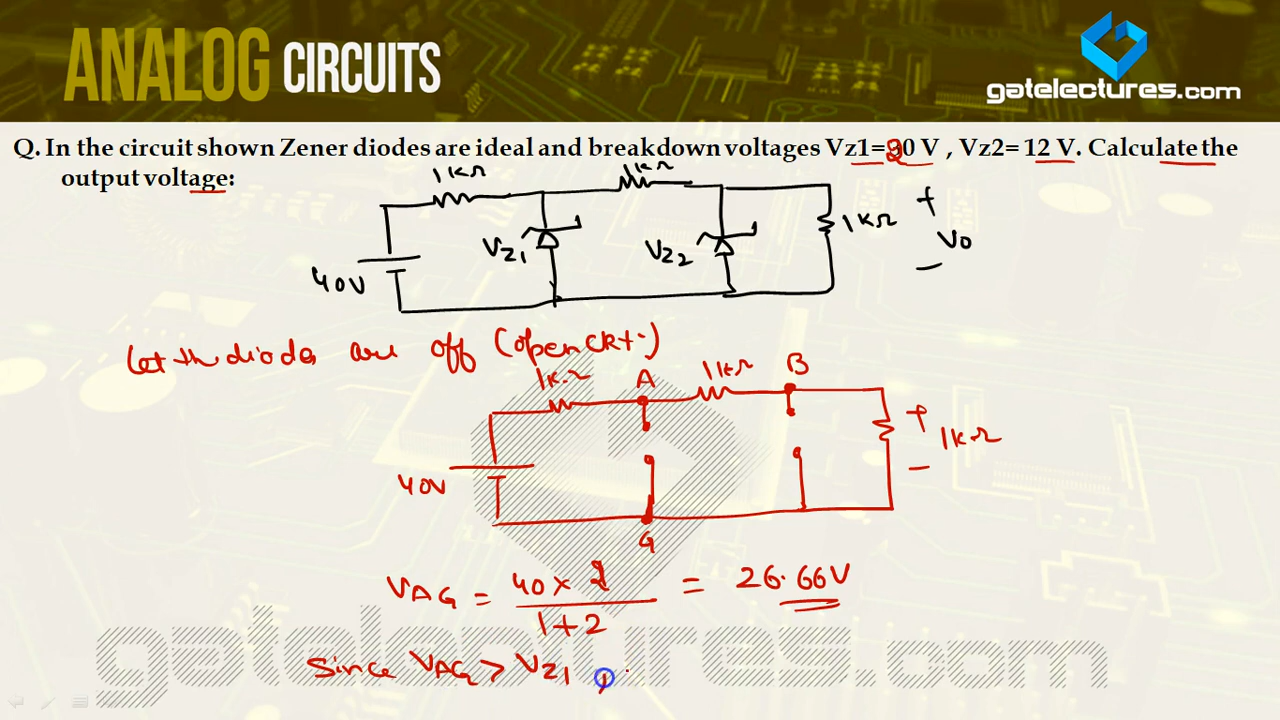 ANALOG CIRCUITS
gatelectures.com
Q. In the circuit shown Zener diodes are ideal and breakdown voltages Vz1=20 V , Vz2= 12 V. Calculate the
output voltage:
1KΩ
1KΩ
VZ1
VZ2
1KΩ
+
V0
−
40V
Let the diodes are off (open ckt.)
1KΩ
A
1KΩ
B
+
1KΩ
−
40V
G
VAG = 40 x 2 / 1+2 = 26.66V
gatelectures.com
Since VAG > VZ1 ,